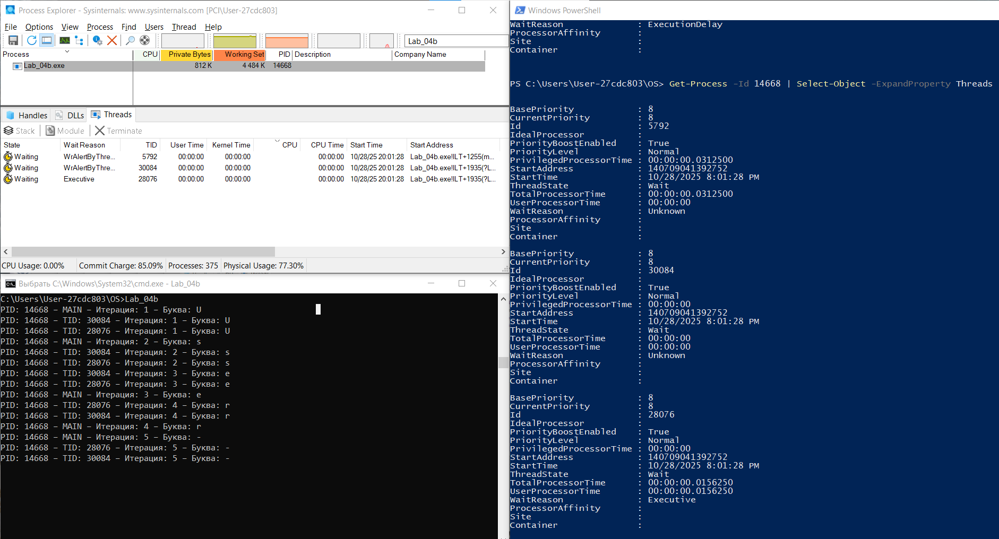 Process Explorer - Sysinternals: www.sysinternals.com [PCI\User-27cdc803]
File Options View Process Find Users Thread Help
Lab_04b
Process CPU Private Bytes Working Set PID Description Company Name
Lab_04b.exe 812 K 4 484 K 14668
Handles DLLs Threads
Stack Module Terminate
State Wait Reason TID User Time Kernel Time CPU CPU Time Start Time Start Address
Waiting WrAlertByThre... 5792 00:00:00 00:00:00 00:00:00 10/28/25 20:01:28 Lab_04b.exe!ILT+1255(m...
Waiting WrAlertByThre... 30084 00:00:00 00:00:00 00:00:00 10/28/25 20:01:28 Lab_04b.exe!ILT+1935(?L...
Waiting Executive 28076 00:00:00 00:00:00 00:00:00 10/28/25 20:01:28 Lab_04b.exe!ILT+1935(?L...
CPU Usage: 0.00% Commit Charge: 85.09% Processes: 375 Physical Usage: 77.30%
Выбрать C:\Windows\System32\cmd.exe - Lab_04b
C:\Users\User-27cdc803\OS>Lab_04b
PID: 14668 – MAIN – Итерация: 1 – Буква: U
PID: 14668 – TID: 30084 – Итерация: 1 – Буква: U
PID: 14668 – TID: 28076 – Итерация: 1 – Буква: U
PID: 14668 – MAIN – Итерация: 2 – Буква: s
PID: 14668 – TID: 30084 – Итерация: 2 – Буква: s
PID: 14668 – TID: 28076 – Итерация: 2 – Буква: s
PID: 14668 – TID: 30084 – Итерация: 3 – Буква: e
PID: 14668 – TID: 28076 – Итерация: 3 – Буква: e
PID: 14668 – MAIN – Итерация: 3 – Буква: e
PID: 14668 – TID: 28076 – Итерация: 4 – Буква: r
PID: 14668 – TID: 30084 – Итерация: 4 – Буква: r
PID: 14668 – MAIN – Итерация: 4 – Буква: r
PID: 14668 – MAIN – Итерация: 5 – Буква: -
PID: 14668 – TID: 28076 – Итерация: 5 – Буква: -
PID: 14668 – TID: 30084 – Итерация: 5 – Буква: -
Windows PowerShell
WaitReason : ExecutionDelay
ProcessorAffinity :
Site :
Container :
PS C:\Users\User-27cdc803\OS> Get-Process -Id 14668 | Select-Object -ExpandProperty Threads
BasePriority : 8
CurrentPriority : 8
Id : 5792
IdealProcessor :
PriorityBoostEnabled : True
PriorityLevel : Normal
PrivilegedProcessorTime : 00:00:00.0312500
StartAddress : 140709041392752
StartTime : 10/28/2025 8:01:28 PM
ThreadState : Wait
TotalProcessorTime : 00:00:00.0312500
UserProcessorTime : 00:00:00
WaitReason : Unknown
ProcessorAffinity :
Site :
Container :
BasePriority : 8
CurrentPriority : 8
Id : 30084
IdealProcessor :
PriorityBoostEnabled : True
PriorityLevel : Normal
PrivilegedProcessorTime : 00:00:00
StartAddress : 140709041392752
StartTime : 10/28/2025 8:01:28 PM
ThreadState : Wait
TotalProcessorTime : 00:00:00
UserProcessorTime : 00:00:00
WaitReason : Unknown
ProcessorAffinity :
Site :
Container :
BasePriority : 8
CurrentPriority : 8
Id : 28076
IdealProcessor :
PriorityBoostEnabled : True
PriorityLevel : Normal
PrivilegedProcessorTime : 00:00:00
StartAddress : 140709041392752
StartTime : 10/28/2025 8:01:28 PM
ThreadState : Wait
TotalProcessorTime : 00:00:00.0156250
UserProcessorTime : 00:00:00.0156250
WaitReason : Executive
ProcessorAffinity :
Site :
Container :